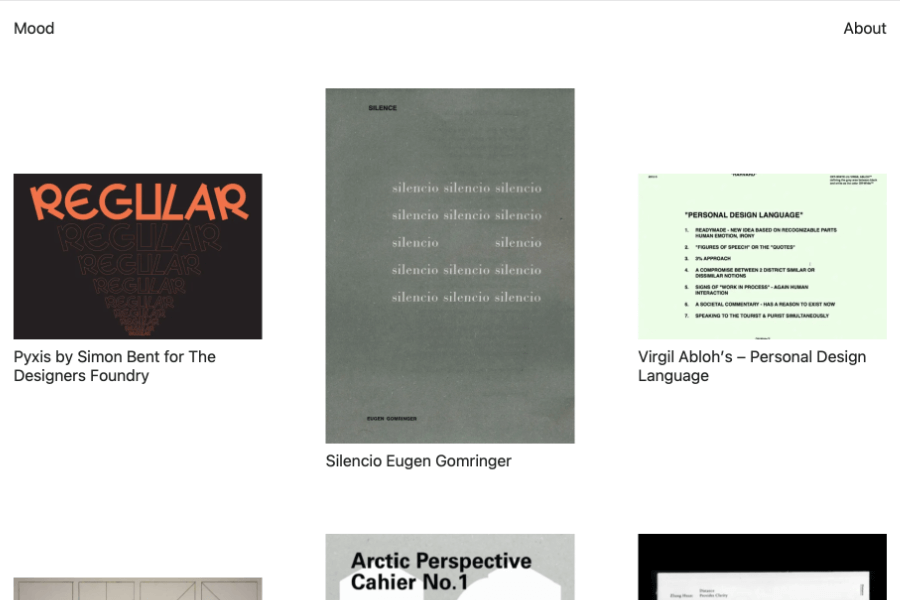 Mood
About
SILENCE
silencio silencio silencio
silencio silencio silencio
silencio silencio
silencio silencio silencio
silencio silencio silencio
EUGEN GOMRINGER
Silencio Eugen Gomringer
REGULAR
REGULAR
REGULAR
REGULAR
REGULAR
REGULAR
Pyxis by Simon Bent for The
Designers Foundry
"PERSONAL DESIGN LANGUAGE"
1. READYMADE - NEW IDEA BASED ON RECOGNIZABLE PARTS
HUMAN EMOTION, IRONY
2. "FIGURES OF SPEECH" OR THE "QUOTES"
3. 3% APPROACH
4. A COMPROMISE BETWEEN 2 DISTRICT SIMILAR OR
DISSIMILAR NOTIONS
5. SIGNS OF "WORK IN PROCESS" - AGAIN HUMAN
INTERACTION
6. A SOCIETAL COMMENTARY - HAS A REASON TO EXIST NOW
7. SPEAKING TO THE TOURIST & PURIST SIMULTANEOUSLY
Virgil Abloh's – Personal Design
Language
Arctic Perspective
Cahier No.1